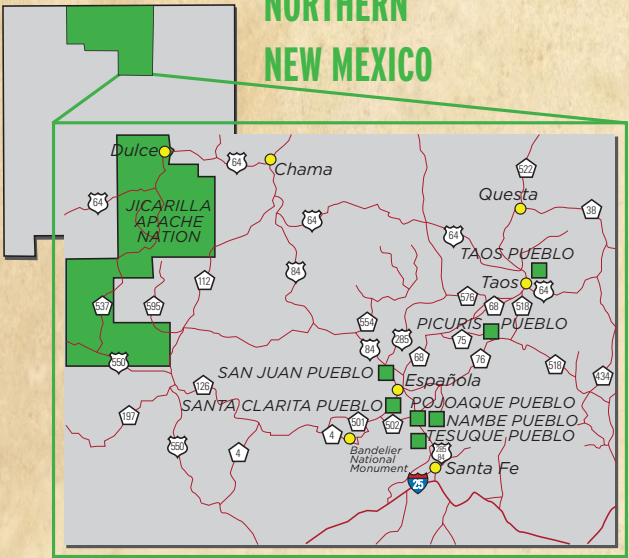 NORTHERN
NEW MEXICO
Dulce
64
Chama
522
Questa
64
JICARILLA
APACHE
NATION
64
38
64
TAOS PUEBLO
84
112
Taos
64
537
595
576
68
518
554
285
PICURIS PUEBLO
84
75
550
68
76
518
SAN JUAN PUEBLO
434
126
Española
SANTA CLARITA PUEBLO
POJOAQUE PUEBLO
197
501
502
NAMBE PUEBLO
4
TESUQUE PUEBLO
550
4
Bandelier
National
Monument
285
84
Santa Fe
25